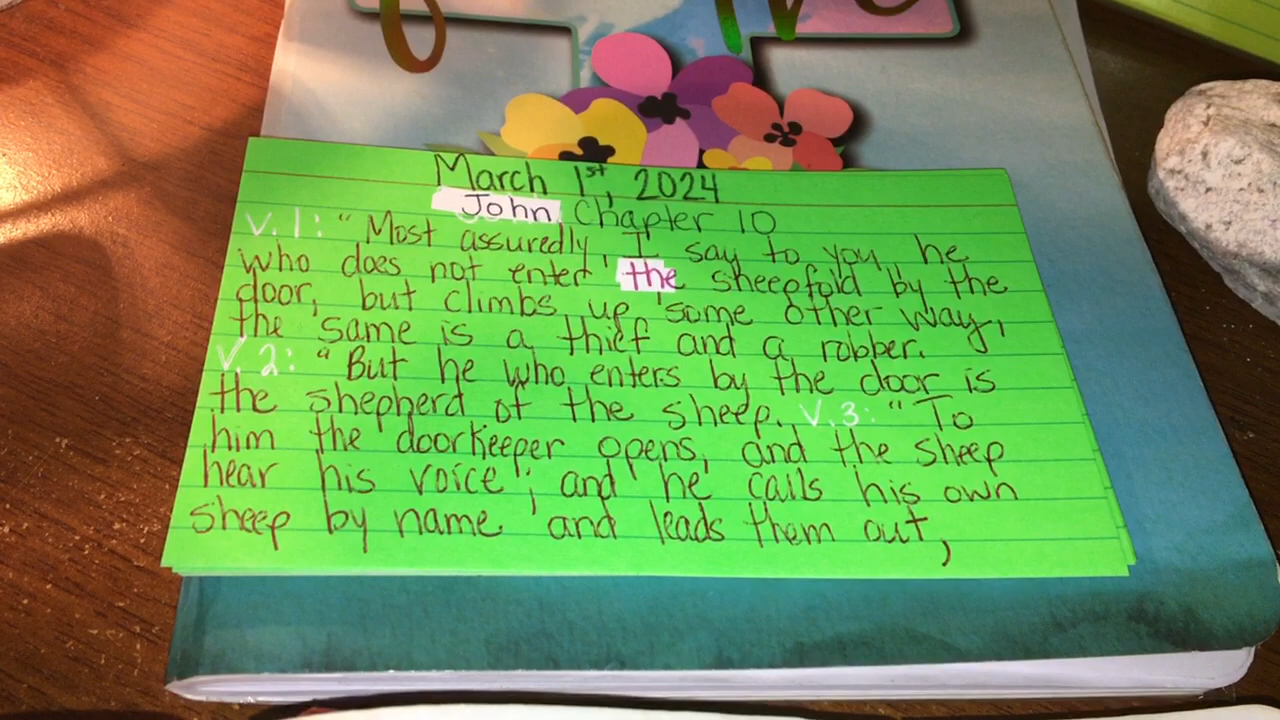 March 1st, 2024
John Chapter 10
V.1: "Most assuredly, I say to you, he
who does not enter the sheepfold by the
door, but climbs up some other way,
the same is a thief and a robber.
V.2: "But he who enters by the door is
the shepherd of the sheep. V.3: "To
him the doorkeeper opens, and the sheep
hear his voice; and he calls his own
sheep by name and leads them out,